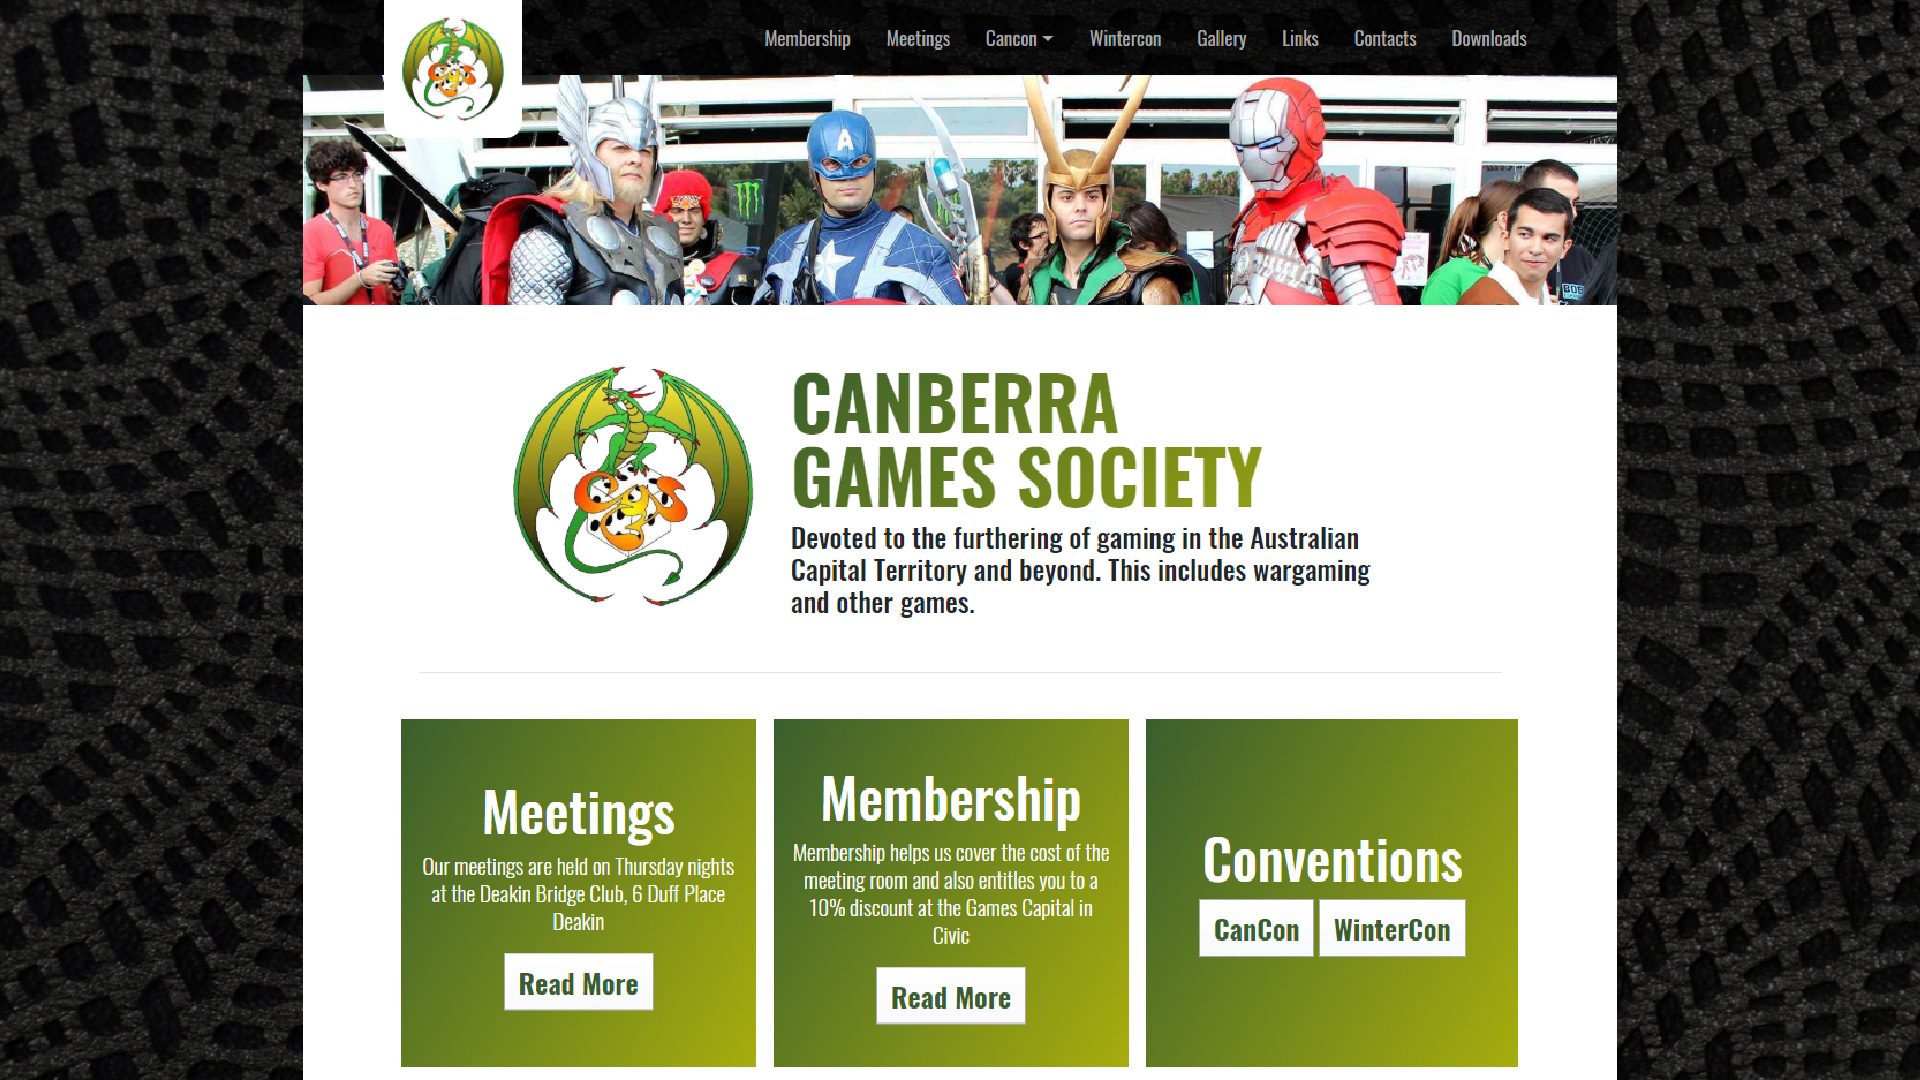 Membership Meetings Cancon Wintercon Gallery Links Contacts Downloads
A
BOB
CGS
CANBERRA
GAMES SOCIETY
Devoted to the furthering of gaming in the Australian
Capital Territory and beyond. This includes wargaming
and other games.
Meetings
Our meetings are held on Thursday nights
at the Deakin Bridge Club, 6 Duff Place
Deakin
Read More
Membership
Membership helps us cover the cost of the
meeting room and also entitles you to a
10% discount at the Games Capital in
Civic
Read More
Conventions
CanCon WinterCon